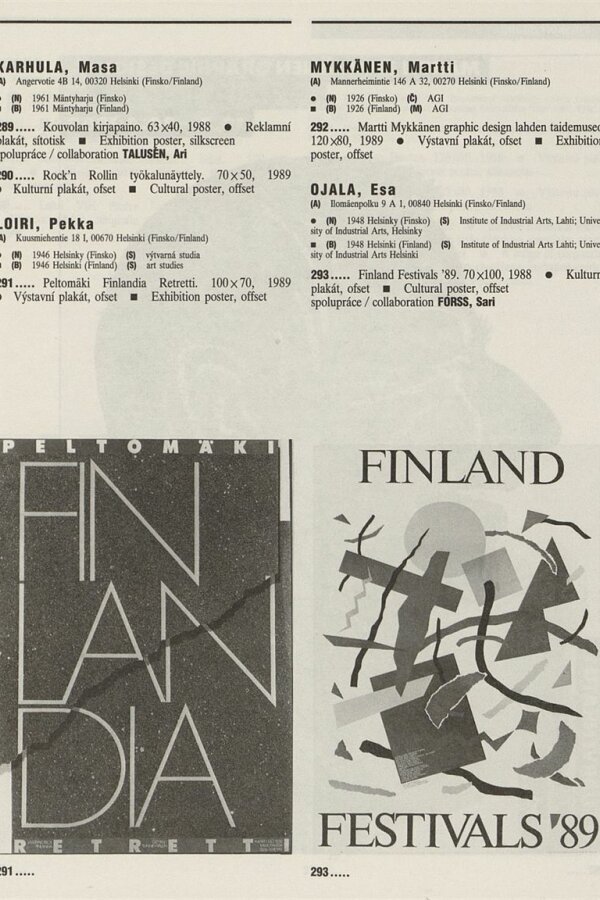 KARHULA, Masa
A) Angervotie 4B 14, 00320 Helsinki (Finsko/Finland)
● (N) 1961 Mäntyharju (Finsko)
■ (B) 1961 Mäntyharju (Finland)
289..... Kouvolan kirjapaino. 63×40, 1988 ● Reklamní
plakát, sítotisk ■ Exhibition poster, silkscreen
spolupráce / collaboration TALUSÉN, Ari
290..... Rock'n Rollin työkalunäyttely. 70×50, 1989
● Kulturní plakát, ofset ■ Cultural poster, offset
LOIRI, Pekka
A) Kuusmiehentie 18 I, 00670 Helsinki (Finsko/Finland)
● (N) 1946 Helsinky (Finsko) (S) výtvarná studia
■ (B) 1946 Helsinki (Finland) (S) art studies
291..... Peltomäki Finlandia Retretti. 100×70, 1989
● Výstavní plakát, ofset ■ Exhibition poster, offset
MYKKÄNEN, Martti
(A) Mannerheimintie 146 A 32, 00270 Helsinki (Finsko/Finland)
● (N) 1926 (Finsko) (Č) AGI
■ (B) 1926 (Finland) (M) AGI
292..... Martti Mykkänen graphic design lahden taidemuseo
120×80, 1989 ● Výstavní plakát, ofset ■ Exhibition
poster, offset
OJALA, Esa
(A) Ilomäenpolku 9 A 1, 00840 Helsinki (Finsko/Finland)
● (N) 1948 Helsinky (Finsko) (S) Institute of Industrial Arts, Lahti; Unive
sity of Industrial Arts, Helsinky
■ (B) 1948 Helsinki (Finland) (S) Institute of Industrial Arts, Lahti; Unive
sity of Industrial Arts Helsinki
293..... Finland Festivals '89. 70×100, 1988 ● Kulturn
plakát, ofset ■ Cultural poster, offset
spolupráce / collaboration FORSS, Sari
PELTOMÄKI
FIN
LAN
DIA
RETRETTI
291.....
FINLAND
FESTIVALS '89
293.....